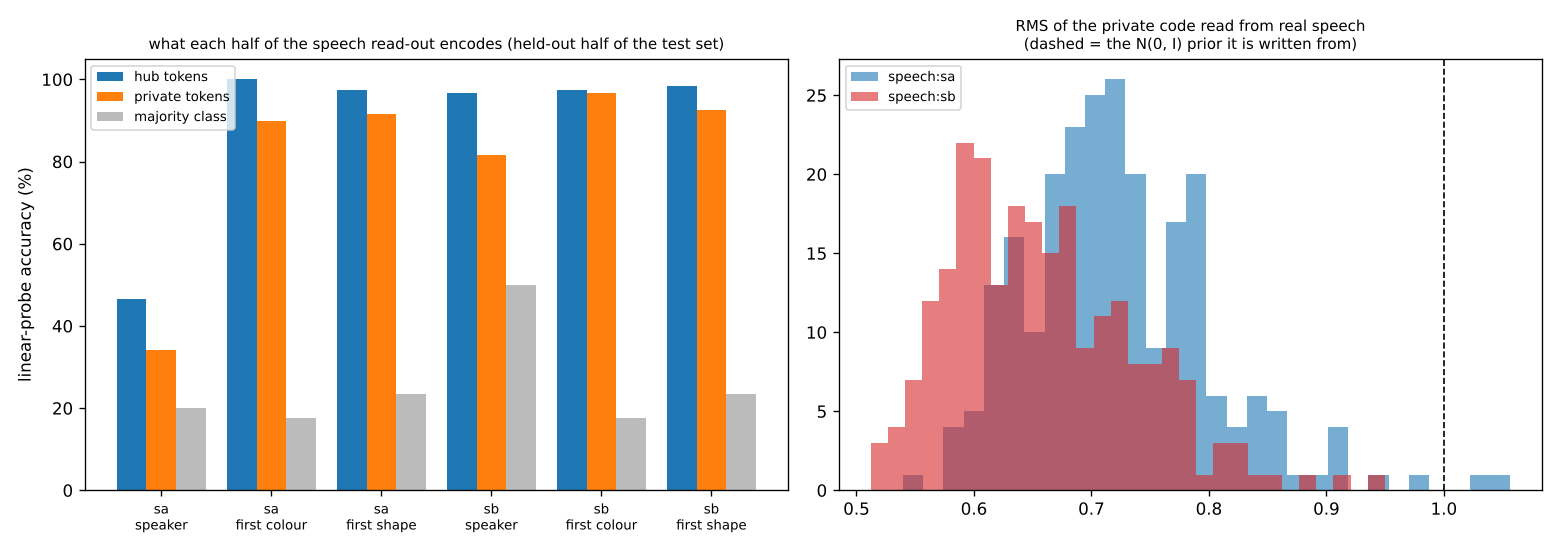 what each half of the speech read-out encodes (held-out half of the test set)
hub tokens
private tokens
majority class
linear-probe accuracy (%)
100
80
60
40
20
0
sa
speaker
sa
first colour
sa
first shape
sb
speaker
sb
first colour
sb
first shape
RMS of the private code read from real speech
(dashed = the N(0, I) prior it is written from)
speech:sa
speech:sb
25
20
15
10
5
0
0.5
0.6
0.7
0.8
0.9
1.0